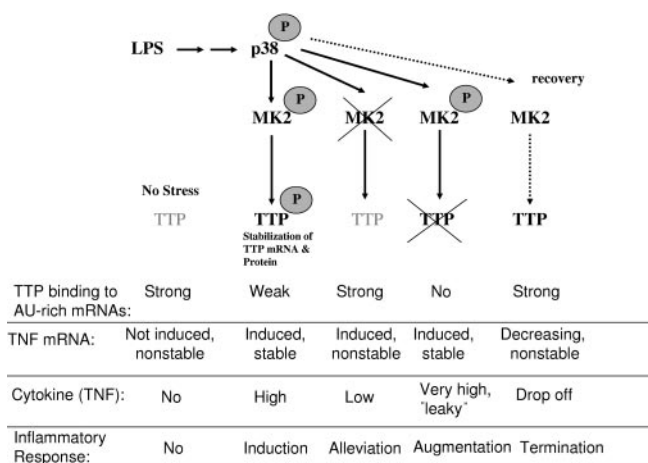 P
LPS p38
recovery
P P
MK2 MK2 MK2 MK2
No Stress
P
TTP TTP TTP TTP TTP
Stabilization of
TTP mRNA &
Protein
TTP binding to
AU-rich mRNAs: Strong Weak Strong No Strong
TNF mRNA: Not induced, nonstable Induced, stable Induced, nonstable Induced, stable Decreasing, nonstable
Cytokine (TNF): No High Low Very high, "leaky" Drop off
Inflammatory
Response: No Induction Alleviation Augmentation Termination